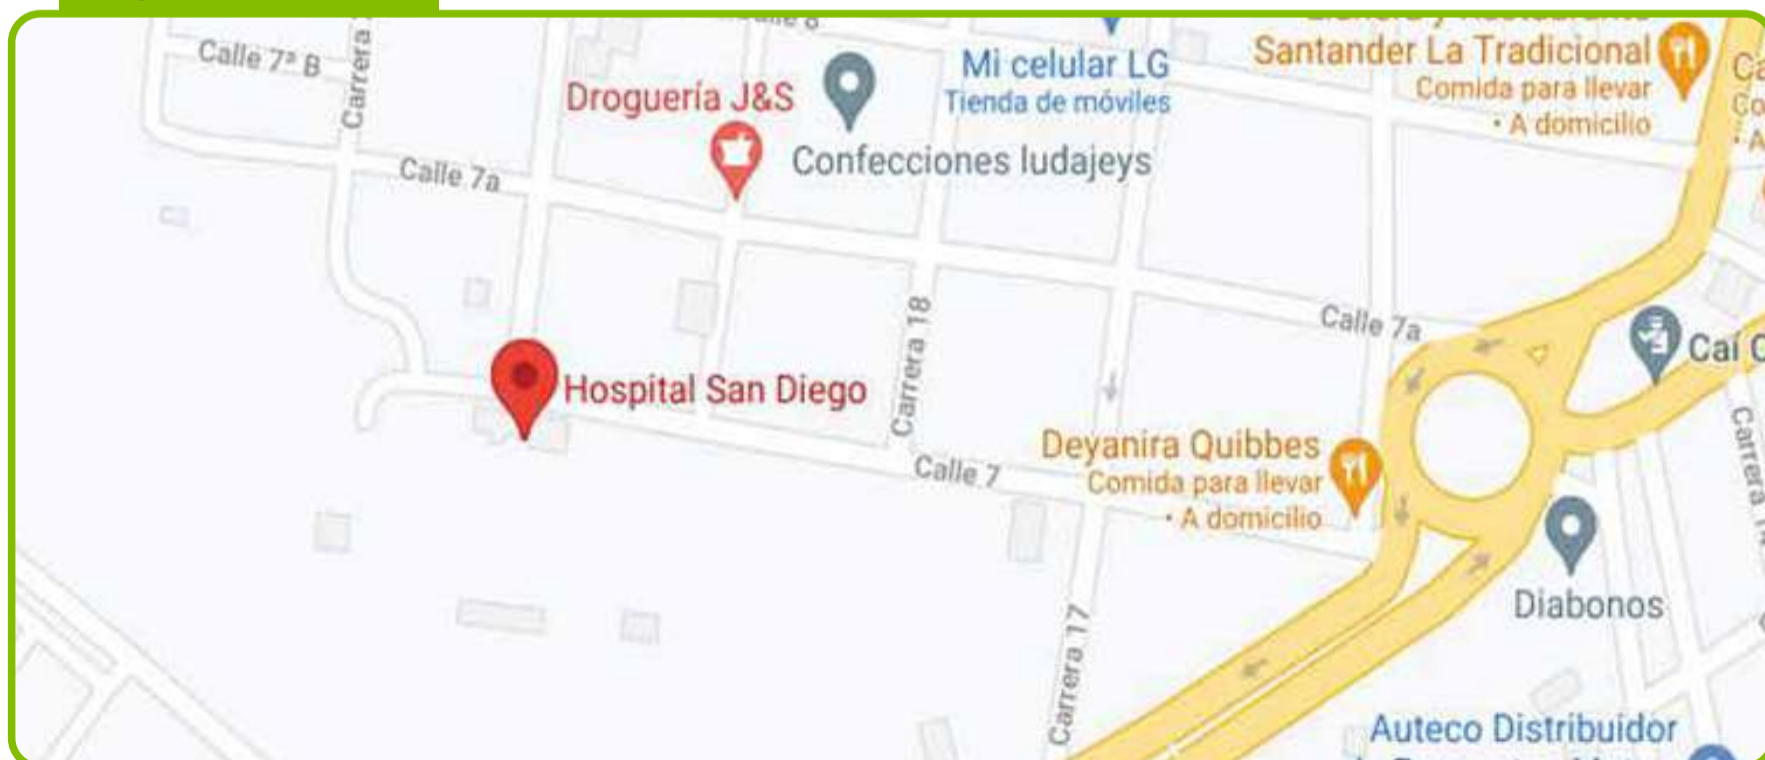 Calle 7ª B
Carrera
Calle 8
Mi celular LG
Tienda de móviles
Santander La Tradicional
Comida para llevar
• A domicilio
Droguería J&S
Confecciones ludajeys
Calle 7a
Calle 7a
Carrera 18
Hospital San Diego
Calle 7
Deyanira Quibbes
Comida para llevar
• A domicilio
Diabonos
Carrera 17
Auteco Distribuidor